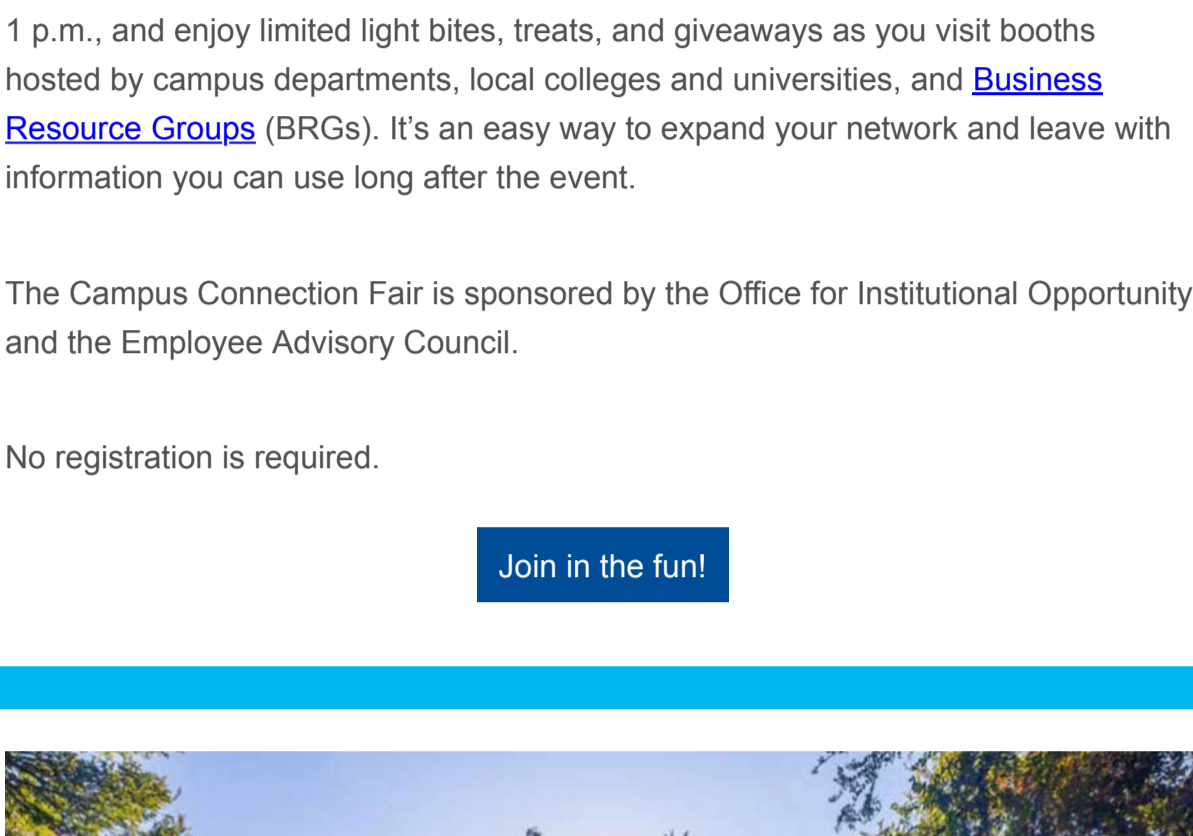 1 p.m., and enjoy limited light bites, treats, and giveaways as you visit booths
hosted by campus departments, local colleges and universities, and Business
Resource Groups (BRGs). It’s an easy way to expand your network and leave with
information you can use long after the event.
The Campus Connection Fair is sponsored by the Office for Institutional Opportunity
and the Employee Advisory Council.
No registration is required.
Join in the fun!